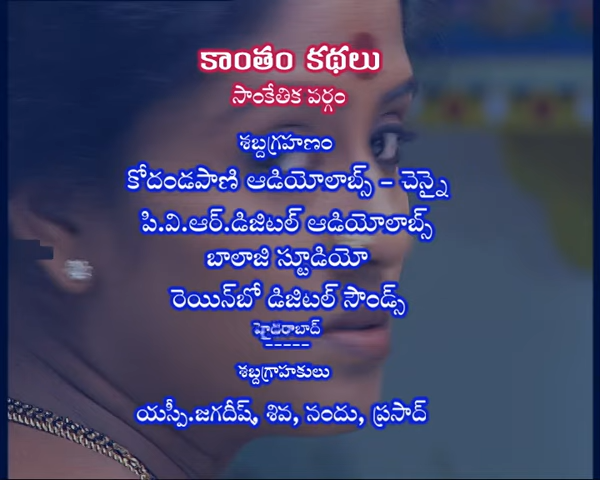 కాంతం కథలు
సాంకేతిక వర్గం
శబ్దగ్రహణం
కోదండపాణి ఆడియోలాబ్స్ - చెన్నై
పి.వి.ఆర్.డిజిటల్ ఆడియోలాబ్స్
బాలాజి స్టూడియో
రెయిన్‌బో డిజిటల్ సౌండ్స్
హైదరాబాద్
-----
శబ్దగ్రాహకులు
యస్పీ.జగదీష్, శివ, నందు, ప్రసాద్